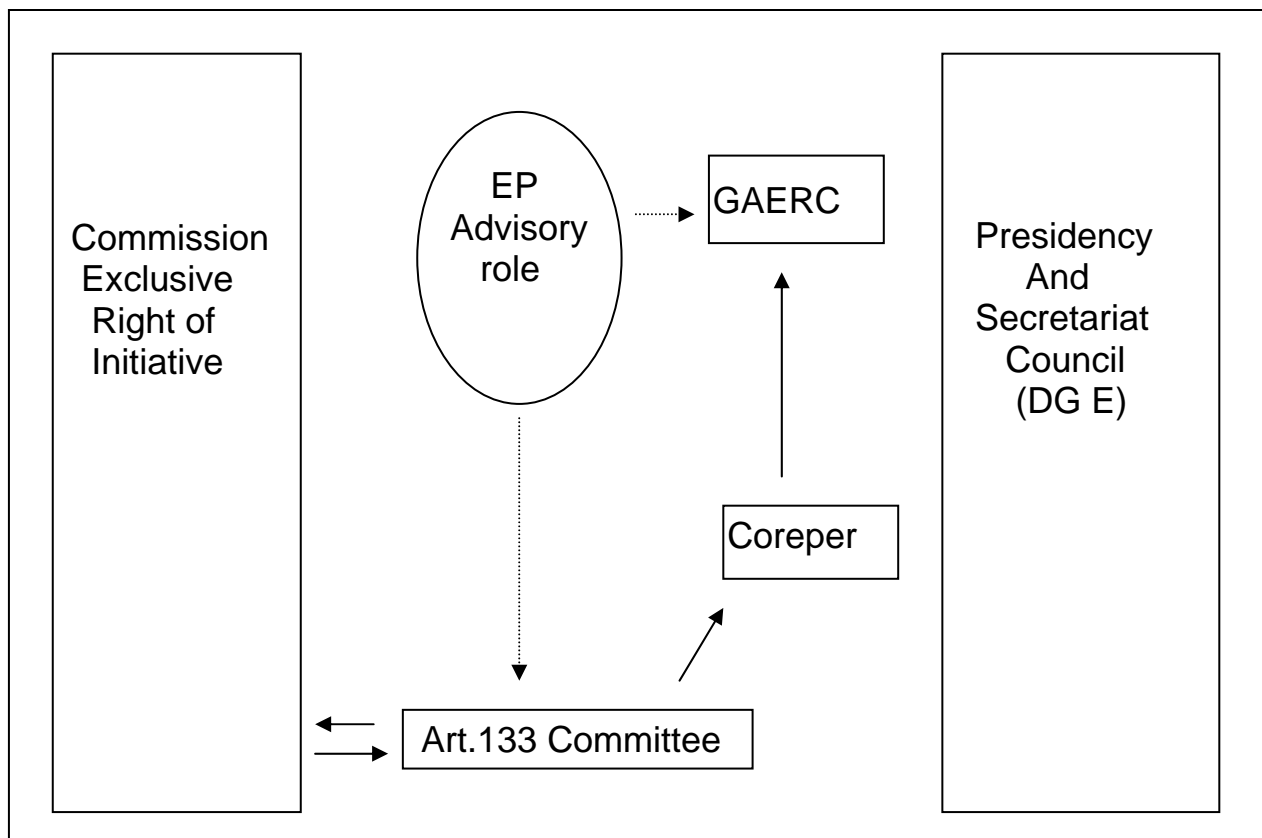 Commission
Exclusive
Right of
Initiative
EP
Advisory
role
GAERC
Presidency
And
Secretariat
Council
(DG E)
Coreper
Art.133 Committee